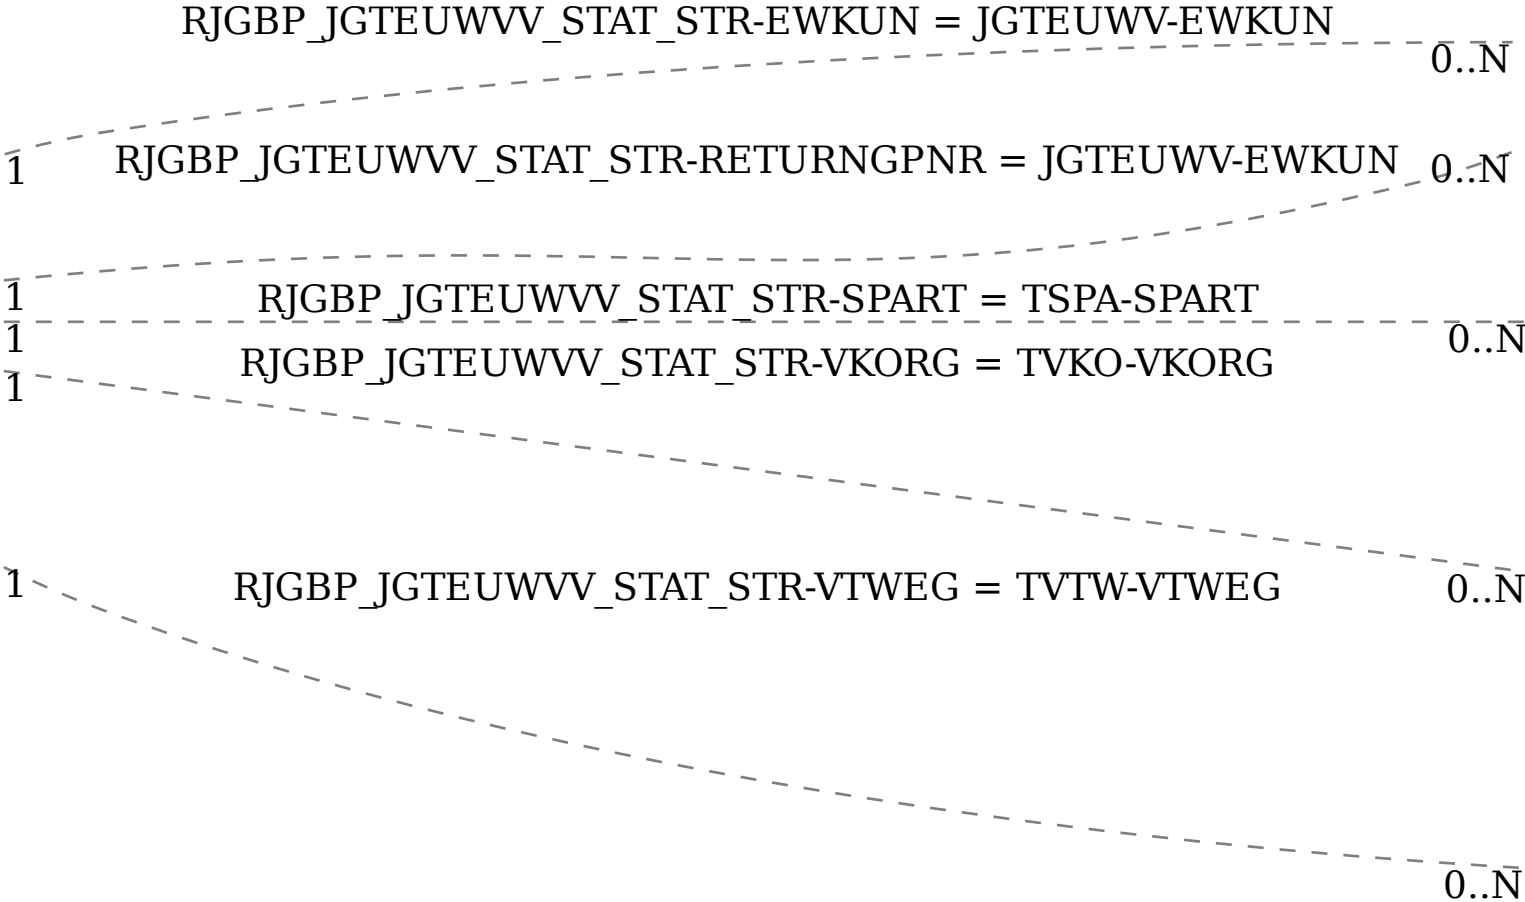 RJGBP_JGTEUWVV_STAT_STR-EWKUN = JGTEUWV-EWKUN
0..N
1
RJGBP_JGTEUWVV_STAT_STR-RETURNGPNR = JGTEUWV-EWKUN
0..N
1
RJGBP_JGTEUWVV_STAT_STR-SPART = TSPA-SPART
1
0..N
RJGBP_JGTEUWVV_STAT_STR-VKORG = TVKO-VKORG
1
1
RJGBP_JGTEUWVV_STAT_STR-VTWEG = TVTW-VTWEG
0..N
0..N